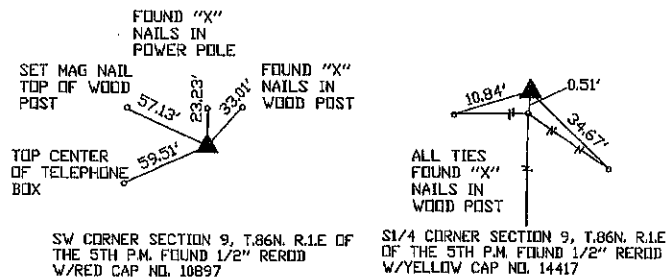 FOUND "X"
NAILS IN
POWER POLE
SET MAG NAIL
TOP OF WOOD
POST
FOUND "X"
NAILS IN
WOOD POST
57.13'
23.23'
33.01'
59.51'
TOP CENTER
OF TELEPHONE
BOX
SW CORNER SECTION 9, T.86N. R.1.E OF
THE 5TH P.M. FOUND 1/2" REROD
W/RED CAP NO. 10897
10.84'
0.51'
34.67'
ALL TIES
FOUND "X"
NAILS IN
WOOD POST
S1/4 CORNER SECTION 9, T.86N. R.1E
OF THE 5TH P.M. FOUND 1/2" REROD
W/YELLOW CAP NO. 14417